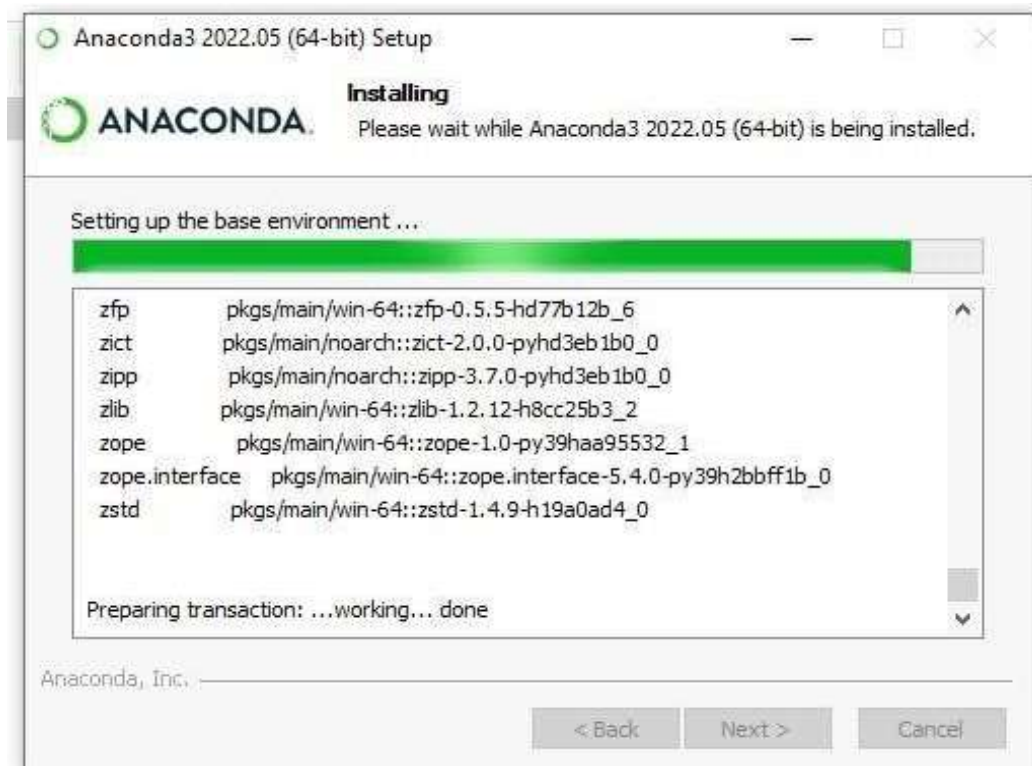 Anaconda3 2022.05 (64-bit) Setup
ANACONDA.
Installing
Please wait while Anaconda3 2022.05 (64-bit) is being installed.
Setting up the base environment ...
zfp pkgs/main/win-64::zfp-0.5.5-hd77b12b_6
zict pkgs/main/noarch::zict-2.0.0-pyhd3eb1b0_0
zipp pkgs/main/noarch::zipp-3.7.0-pyhd3eb1b0_0
zlib pkgs/main/win-64::zlib-1.2.12-h8cc25b3_2
zope pkgs/main/win-64::zope-1.0-py39haa95532_1
zope.interface pkgs/main/win-64::zope.interface-5.4.0-py39h2bbff1b_0
zstd pkgs/main/win-64::zstd-1.4.9-h19a0ad4_0
Preparing transaction: ...working... done
Anaconda, Inc.
< Back Next > Cancel